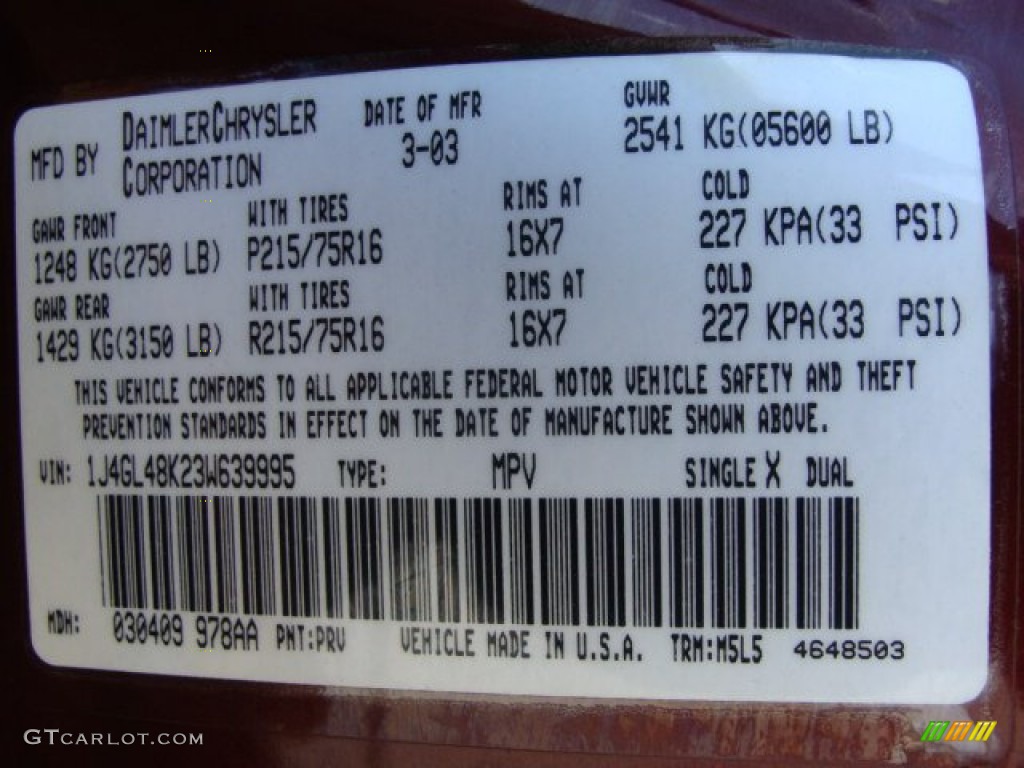 MFD BY DAIMLERCHRYSLER CORPORATION DATE OF MFR 3-03 GVWR 2541 KG(05600 LB)
GAWR FRONT WITH TIRES RIMS AT COLD
1248 KG(2750 LB) P215/75R16 16X7 227 KPA(33 PSI)
GAWR REAR WITH TIRES RIMS AT COLD
1429 KG(3150 LB) R215/75R16 16X7 227 KPA(33 PSI)
THIS VEHICLE CONFORMS TO ALL APPLICABLE FEDERAL MOTOR VEHICLE SAFETY AND THEFT
PREVENTION STANDARDS IN EFFECT ON THE DATE OF MANUFACTURE SHOWN ABOVE.
VIN: 1J4GL48K23W639995 TYPE: MPV SINGLE X DUAL
MDH: 030409 978AA PNT:PRV VEHICLE MADE IN U.S.A. TRM:M5L5 4648503
GTCARLOT.COM